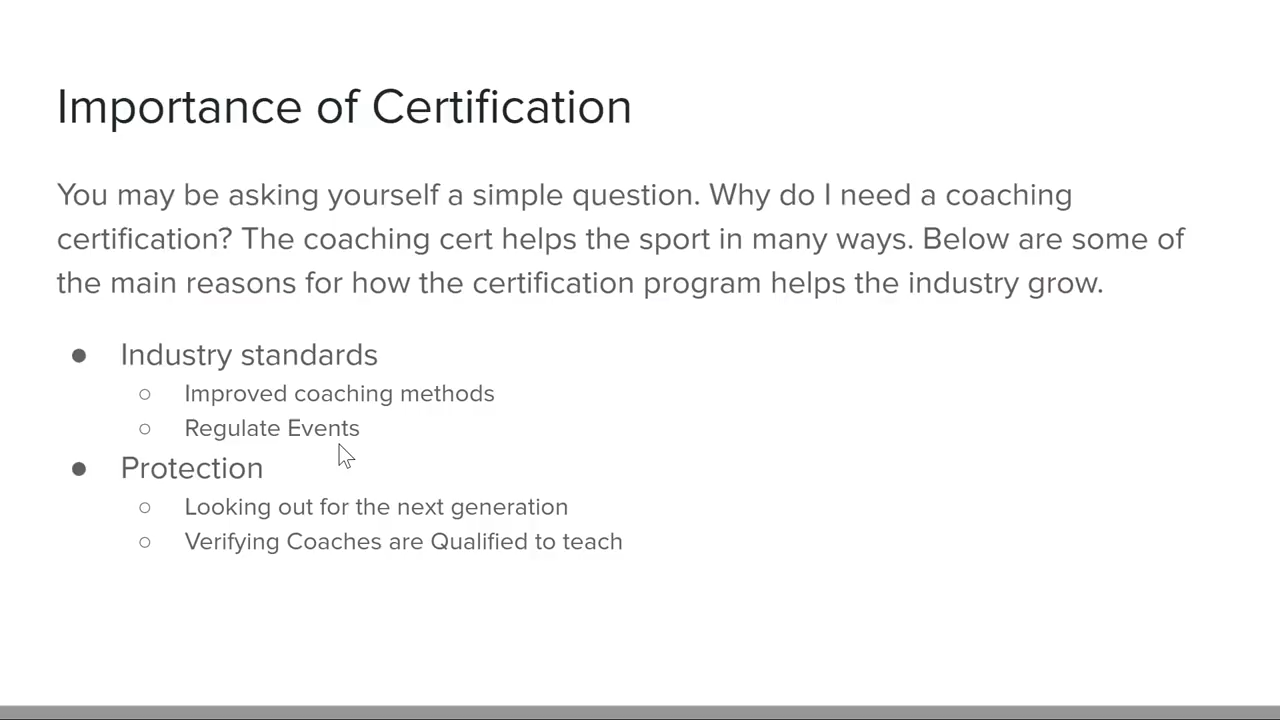 Importance of Certification
You may be asking yourself a simple question. Why do I need a coaching
certification? The coaching cert helps the sport in many ways. Below are some of
the main reasons for how the certification program helps the industry grow.
● Industry standards
○ Improved coaching methods
○ Regulate Events
● Protection
○ Looking out for the next generation
○ Verifying Coaches are Qualified to teach